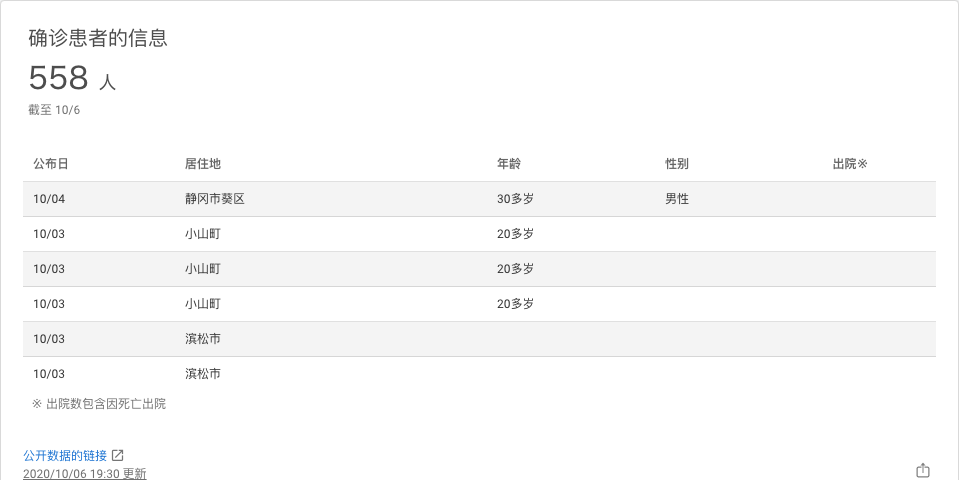 确诊患者的信息
558 人
截至 10/6
公布日 居住地 年龄 性别 出院※
10/04 静冈市葵区 30多岁 男性
10/03 小山町 20多岁
10/03 小山町 20多岁
10/03 小山町 20多岁
10/03 滨松市
10/03 滨松市
※ 出院数包含因死亡出院
公开数据的链接
2020/10/06 19:30 更新